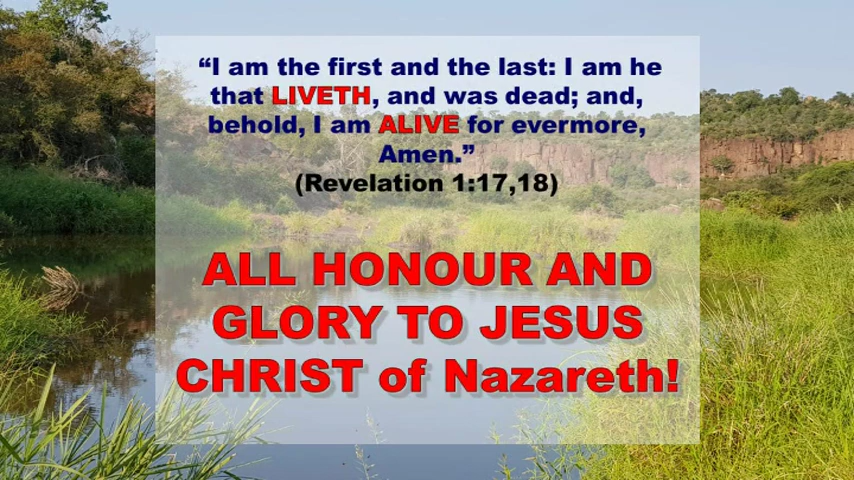 “I am the first and the last: I am he
that LIVETH, and was dead; and,
behold, I am ALIVE for evermore,
Amen.”
(Revelation 1:17,18)
ALL HONOUR AND
GLORY TO JESUS
CHRIST of Nazareth!